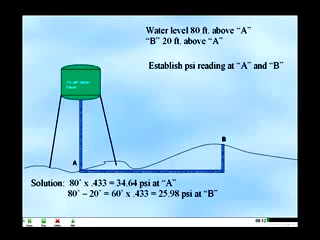 Water level 80 ft. above “A”
“B” 20 ft. above “A”
Establish psi reading at “A” and “B”
B
A
Solution: 80’ x .433 = 34.64 psi at “A”
80’ – 20’ = 60’ x .433 = 25.98 psi at “B”